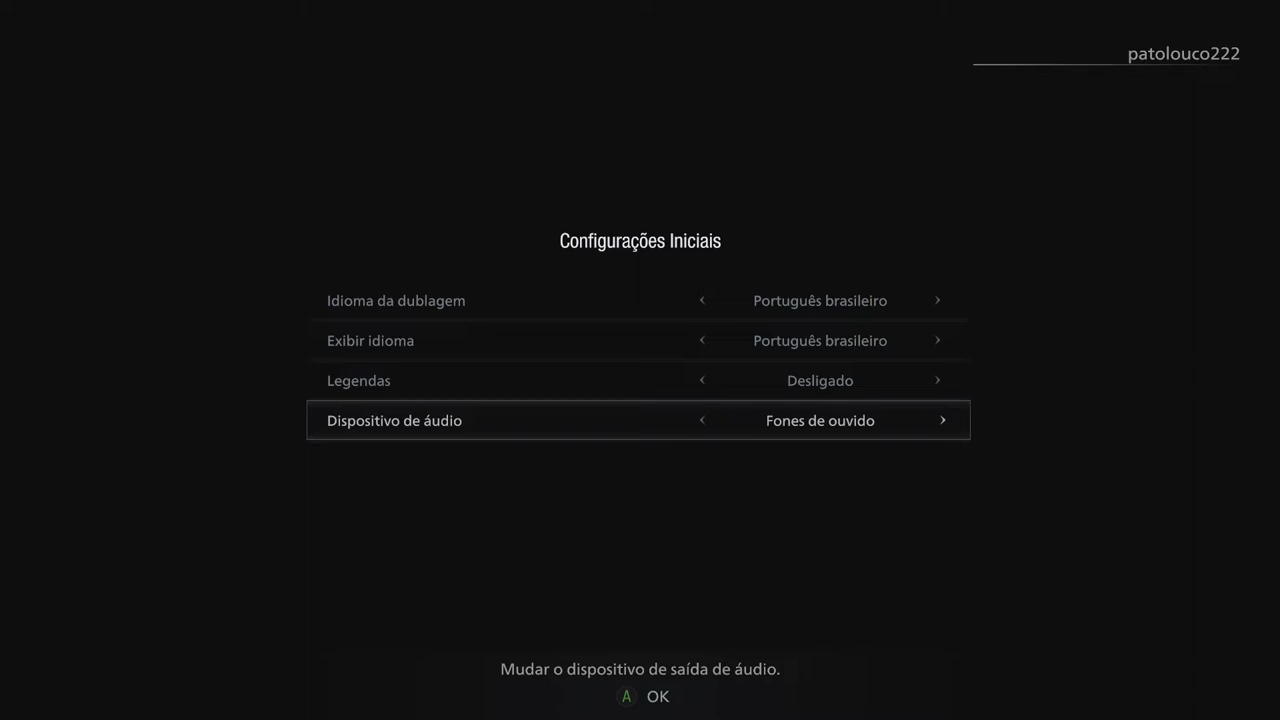 patolouco222
Configurações Iniciais
Idioma da dublagem < Português brasileiro >
Exibir idioma < Português brasileiro >
Legendas < Desligado >
Dispositivo de áudio < Fones de ouvido >
Mudar o dispositivo de saída de áudio.
A OK